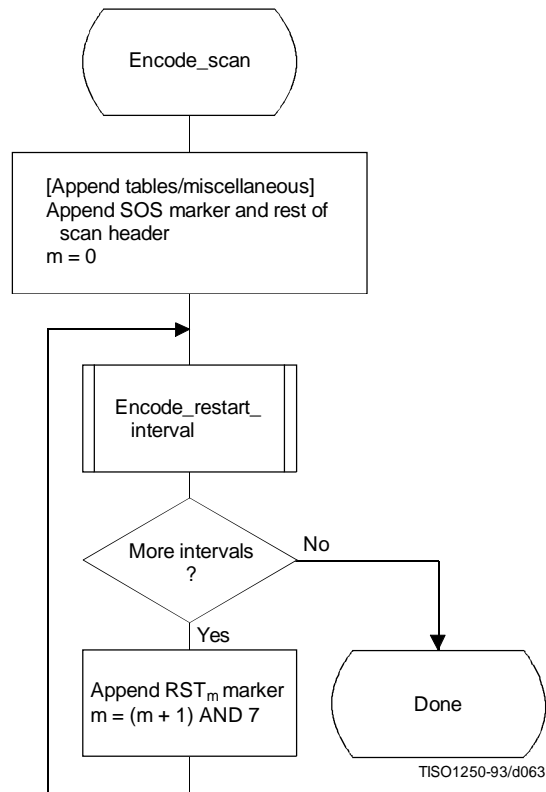 Encode_scan
[Append tables/miscellaneous]
Append SOS marker and rest of
scan header
m = 0
Encode_restart_
interval
More intervals
?
No
Yes
Append RSTₘ marker
m = (m + 1) AND 7
Done
TISO1250-93/d063